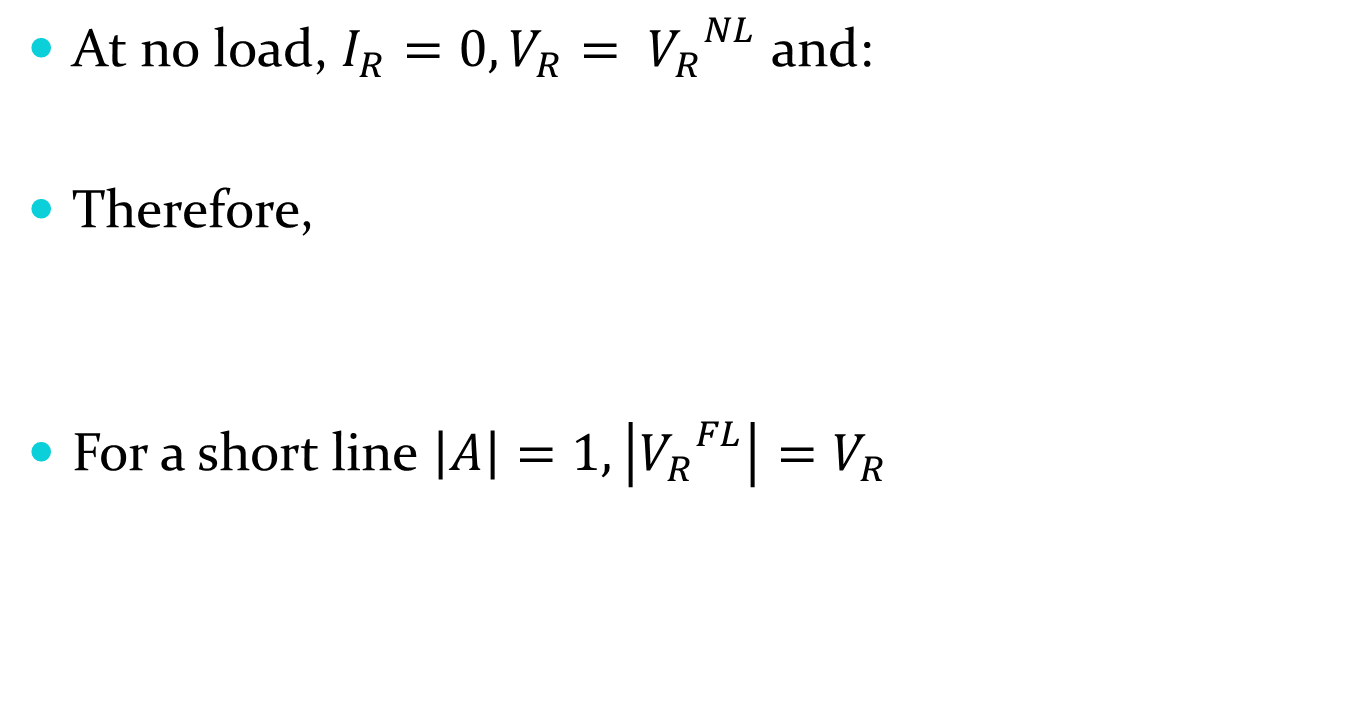 • At no load, I_R = 0, V_R = V_R^{NL} and:
• Therefore,
• For a short line |A| = 1, |V_R^{FL}| = V_R